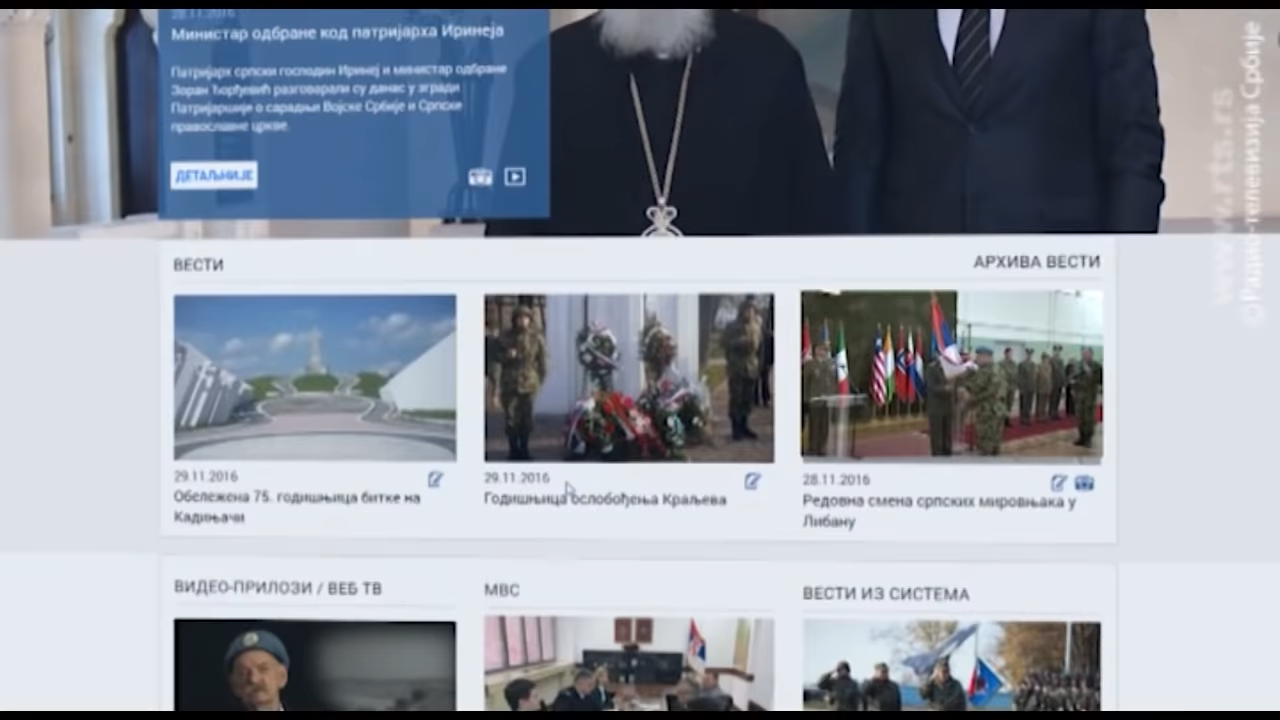 28.11.2016
Министар одбране код патријарха Иринеја
Патријарх српски господин Иринеј и министар одбране
Зоран Ђорђевић разговарали су данас у згради
Патријаршије о сарадњи Војске Србије и Српске
православне цркве.
ДЕТАЉНИЈЕ
www.rts.rs
© Радио-телевизија Србије
ВЕСТИ
АРХИВА ВЕСТИ
29.11.2016
Обележена 75. годишњица битке на
Кадињачи
29.11.2016
Годишњица ослобођења Краљева
28.11.2016
Редовна смена српских мировњака у
Либану
ВИДЕО-ПРИЛОЗИ / ВЕБ ТВ
МВС
ВЕСТИ ИЗ СИСТЕМА